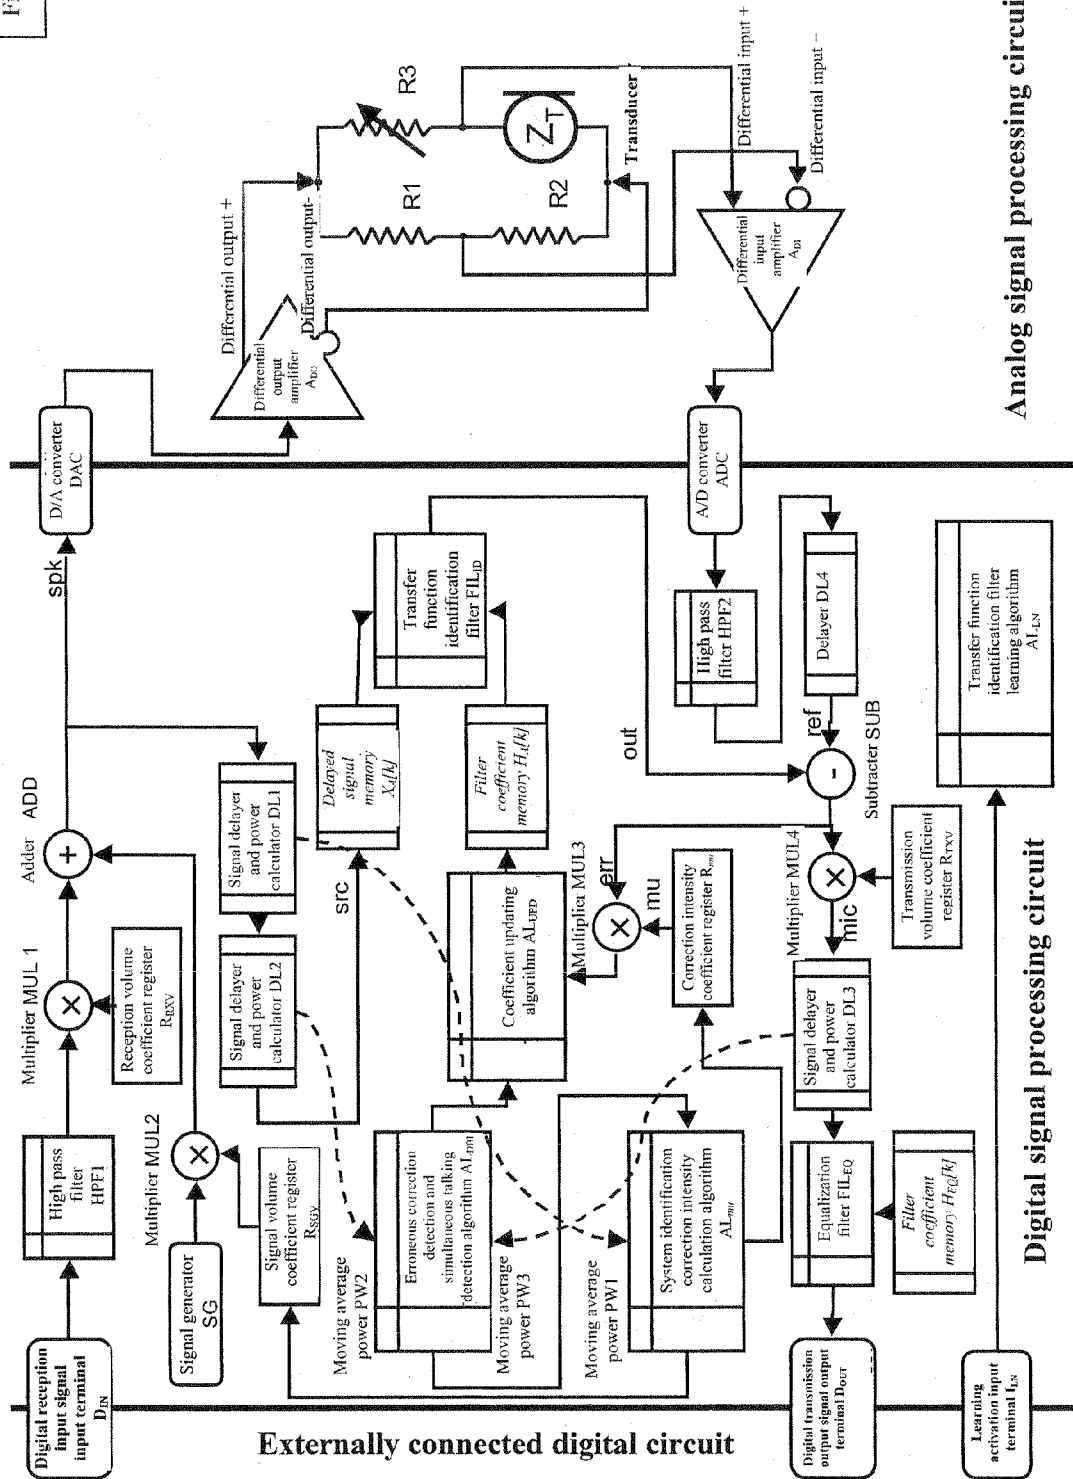 Digital reception
input signal
input terminal
D_IN
High pass
filter
HPF1
Multiplier MUL 1
Reception volume
coefficient register
R_RXV
Adder ADD
+
×
spk
D/A converter
DAC
Multiplier MUL2
×
Signal generator
SG
Signal volume
coefficient register
R_SGV
Signal delayer
and power
calculator DL1
Signal delayer
and power
calculator DL2
src
Delayed
signal
memory
X_A[k]
Transfer
function
identification
filter FIL_ID
Filter
coefficient
memory H_A[k]
Coefficient updating
algorithm AL_UPD
Moving average
power PW2
Erroneous correction
detection and
simultaneous talking
detection algorithm
Moving average
power PW3
Moving average
power PW1
System identification
correction intensity
calculation algorithm
AL_mu
Multiplier MUL3
×
err
mu
Correction intensity
coefficient register R_mu
out
High pass
filter HPF2
A/D converter
ADC
Delayer DL4
ref
-
Subtracter SUB
Multiplier MUL4
×
mic
Transmission
volume coefficient
register R_TXV
Signal delayer
and power
calculator DL3
Equalization
filter FIL_EQ
Filter
coefficient
memory H_EQ[k]
Digital transmission
output signal output
terminal D_OUT
Learning
activation input
terminal I_LN
Transfer function
identification filter
learning algorithm
AL-LN
Differential output +
Differential output-
Differential
output
amplifier
A_DO
R1
R2
R3
Z_T
Transducer
Differential input +
Differential input -
Differential
input
amplifier
A_DI
Externally connected digital circuit
Digital signal processing circuit
Analog signal processing circui